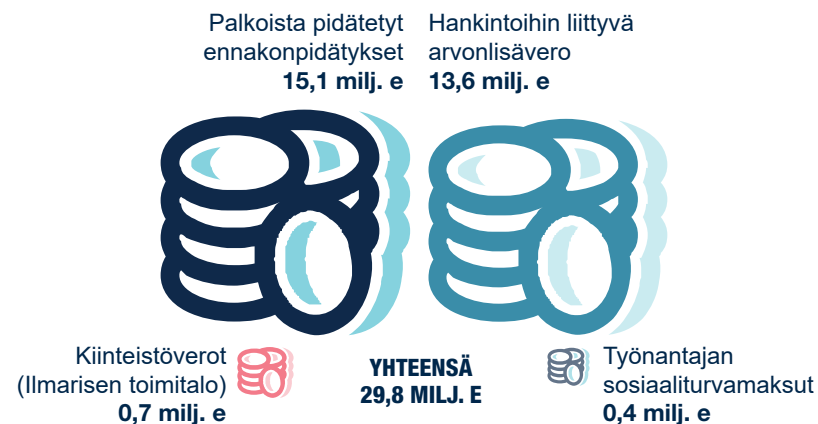 Palkoista pidätetyt
ennakonpidätykset
15,1 milj. e
Hankintoihin liittyvä
arvonlisävero
13,6 milj. e
Kiinteistöverot
(Ilmarisen toimitalo)
0,7 milj. e
YHTEENSÄ
29,8 MILJ. E
Työnantajan
sosiaaliturvamaksut
0,4 milj. e